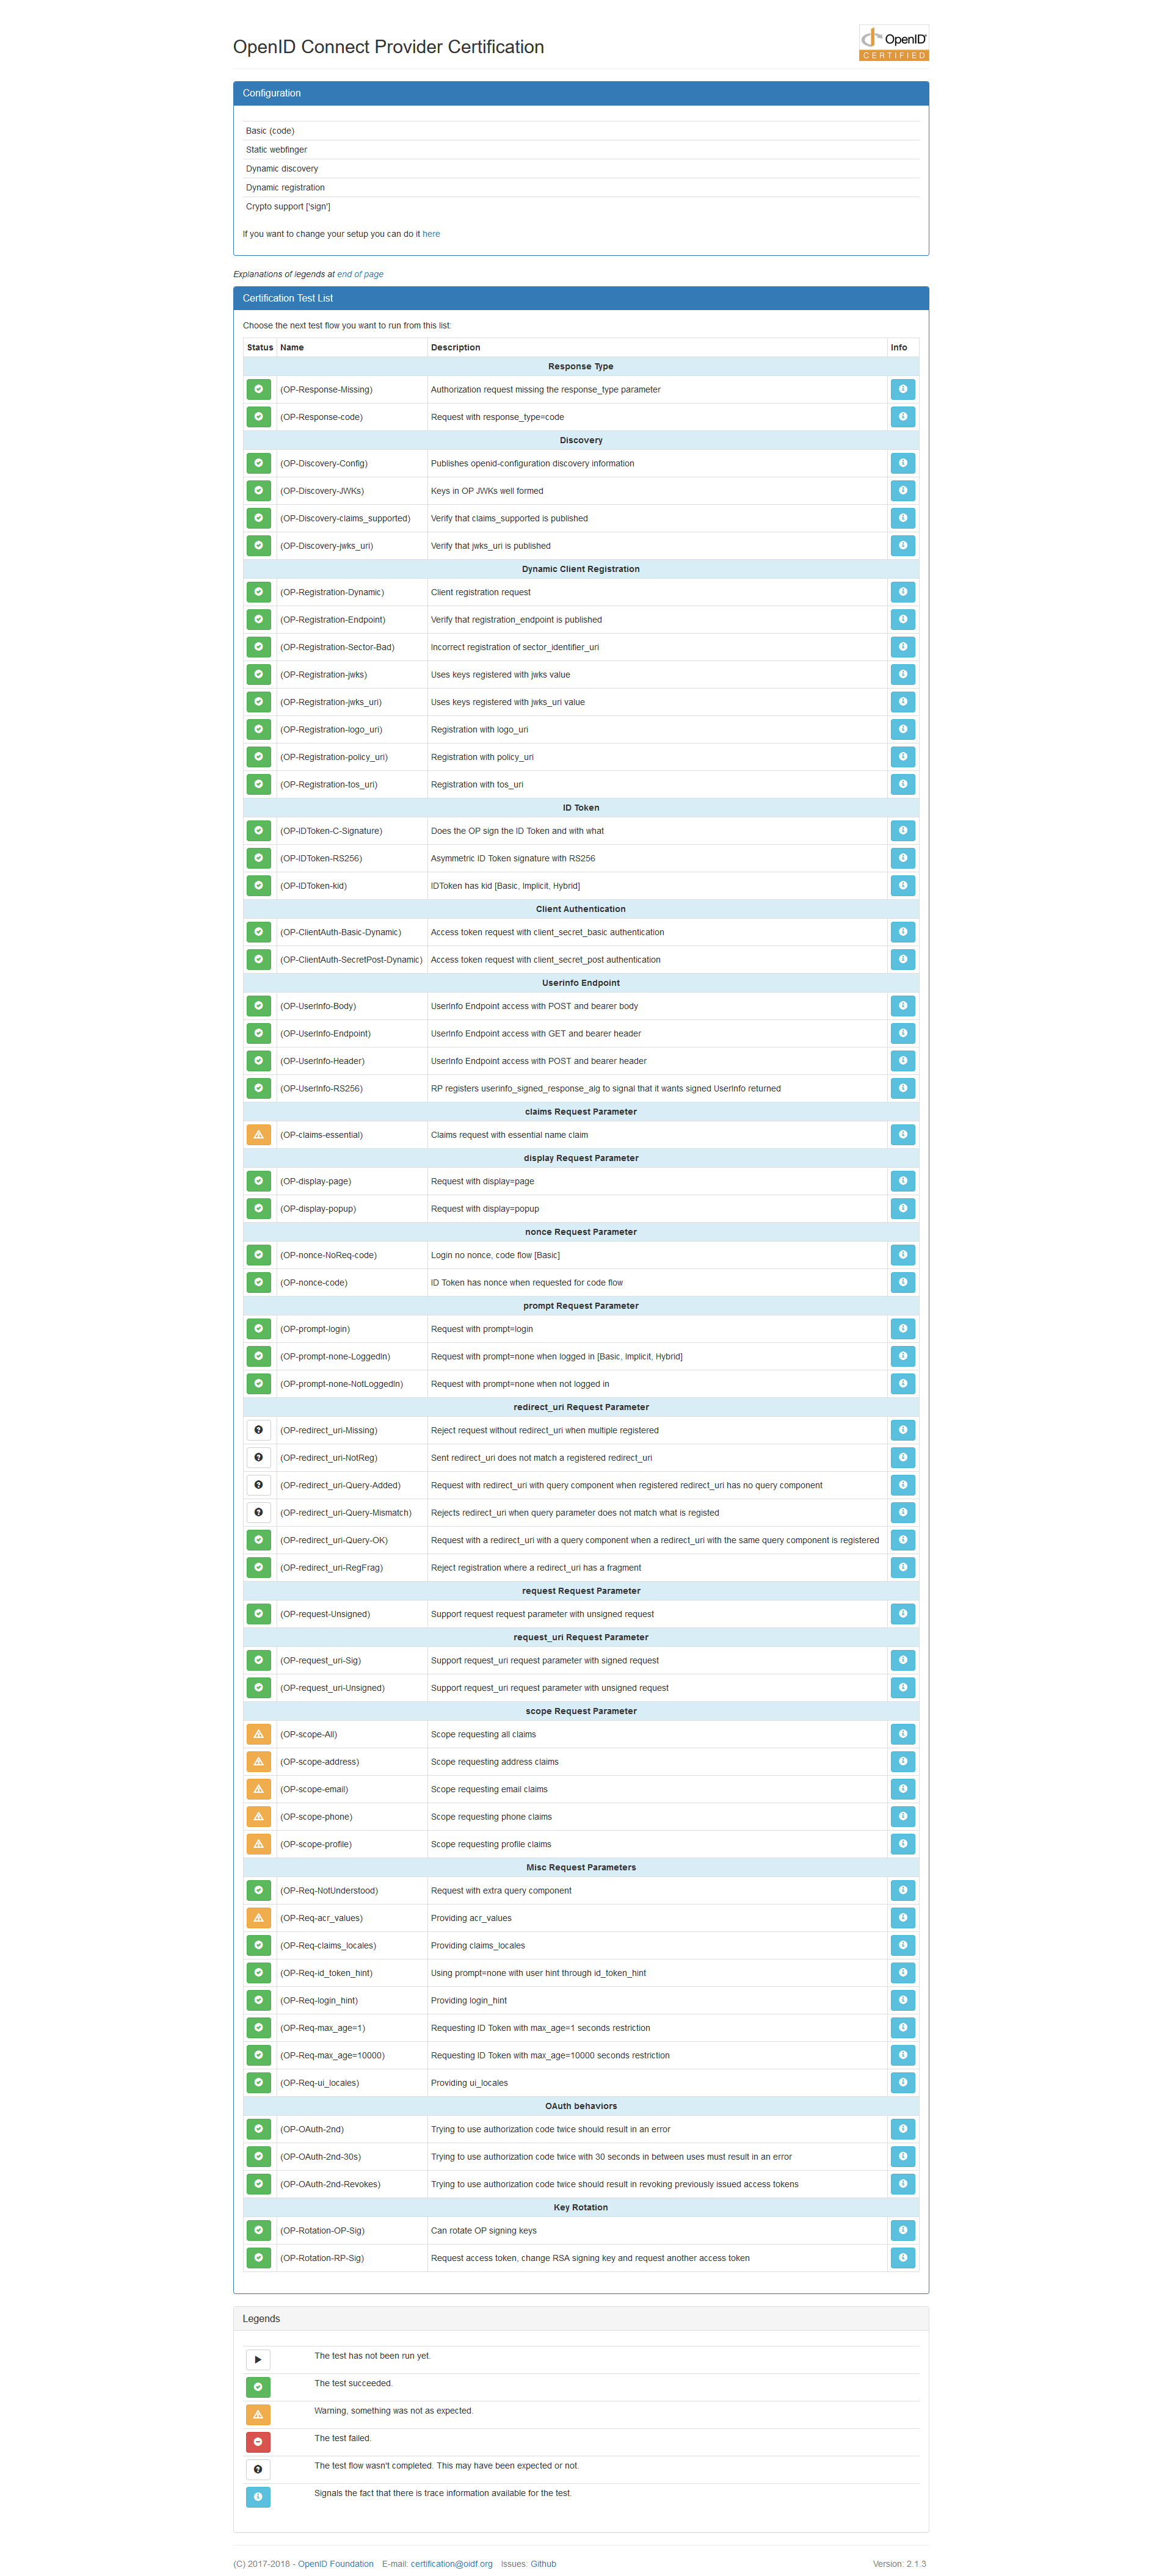 OpenID Connect Provider Certification
OpenID®
CERTIFIED
Configuration
Basic (code)
Static webfinger
Dynamic discovery
Dynamic registration
Crypto support ['sign']
If you want to change your setup you can do it here
Explanations of legends at end of page
Certification Test List
Choose the next test flow you want to run from this list:
Status Name Description Info
Response Type
(OP-Response-Missing) Authorization request missing the response_type parameter
(OP-Response-code) Request with response_type=code
Discovery
(OP-Discovery-Config) Publishes openid-configuration discovery information
(OP-Discovery-JWKs) Keys in OP JWKs well formed
(OP-Discovery-claims_supported) Verify that claims_supported is published
(OP-Discovery-jwks_uri) Verify that jwks_uri is published
Dynamic Client Registration
(OP-Registration-Dynamic) Client registration request
(OP-Registration-Endpoint) Verify that registration_endpoint is published
(OP-Registration-Sector-Bad) Incorrect registration of sector_identifier_uri
(OP-Registration-jwks) Uses keys registered with jwks value
(OP-Registration-jwks_uri) Uses keys registered with jwks_uri value
(OP-Registration-logo_uri) Registration with logo_uri
(OP-Registration-policy_uri) Registration with policy_uri
(OP-Registration-tos_uri) Registration with tos_uri
ID Token
(OP-IDToken-C-Signature) Does the OP sign the ID Token and with what
(OP-IDToken-RS256) Asymmetric ID Token signature with RS256
(OP-IDToken-kid) IDToken has kid [Basic, Implicit, Hybrid]
Client Authentication
(OP-ClientAuth-Basic-Dynamic) Access token request with client_secret_basic authentication
(OP-ClientAuth-SecretPost-Dynamic) Access token request with client_secret_post authentication
Userinfo Endpoint
(OP-UserInfo-Body) UserInfo Endpoint access with POST and bearer body
(OP-UserInfo-Endpoint) UserInfo Endpoint access with GET and bearer header
(OP-UserInfo-Header) UserInfo Endpoint access with POST and bearer header
(OP-UserInfo-RS256) RP registers userinfo_signed_response_alg to signal that it wants signed UserInfo returned
claims Request Parameter
(OP-claims-essential) Claims request with essential name claim
display Request Parameter
(OP-display-page) Request with display=page
(OP-display-popup) Request with display=popup
nonce Request Parameter
(OP-nonce-NoReq-code) Login no nonce, code flow [Basic]
(OP-nonce-code) ID Token has nonce when requested for code flow
prompt Request Parameter
(OP-prompt-login) Request with prompt=login
(OP-prompt-none-LoggedIn) Request with prompt=none when logged in [Basic, Implicit, Hybrid]
(OP-prompt-none-NotLoggedIn) Request with prompt=none when not logged in
redirect_uri Request Parameter
(OP-redirect_uri-Missing) Reject request without redirect_uri when multiple registered
(OP-redirect_uri-NotReg) Sent redirect_uri does not match a registered redirect_uri
(OP-redirect_uri-Query-Added) Request with redirect_uri with query component when registered redirect_uri has no query component
(OP-redirect_uri-Query-Mismatch) Rejects redirect_uri when query parameter does not match what is registed
(OP-redirect_uri-Query-OK) Request with a redirect_uri with a query component when a redirect_uri with the same query component is registered
(OP-redirect_uri-RegFrag) Reject registration where a redirect_uri has a fragment
request Request Parameter
(OP-request-Unsigned) Support request request parameter with unsigned request
request_uri Request Parameter
(OP-request_uri-Sig) Support request_uri request parameter with signed request
(OP-request_uri-Unsigned) Support request_uri request parameter with unsigned request
scope Request Parameter
(OP-scope-All) Scope requesting all claims
(OP-scope-address) Scope requesting address claims
(OP-scope-email) Scope requesting email claims
(OP-scope-phone) Scope requesting phone claims
(OP-scope-profile) Scope requesting profile claims
Misc Request Parameters
(OP-Req-NotUnderstood) Request with extra query component
(OP-Req-acr_values) Providing acr_values
(OP-Req-claims_locales) Providing claims_locales
(OP-Req-id_token_hint) Using prompt=none with user hint through id_token_hint
(OP-Req-login_hint) Providing login_hint
(OP-Req-max_age=1) Requesting ID Token with max_age=1 seconds restriction
(OP-Req-max_age=10000) Requesting ID Token with max_age=10000 seconds restriction
(OP-Req-ui_locales) Providing ui_locales
OAuth behaviors
(OP-OAuth-2nd) Trying to use authorization code twice should result in an error
(OP-OAuth-2nd-30s) Trying to use authorization code twice with 30 seconds in between uses must result in an error
(OP-OAuth-2nd-Revokes) Trying to use authorization code twice should result in revoking previously issued access tokens
Key Rotation
(OP-Rotation-OP-Sig) Can rotate OP signing keys
(OP-Rotation-RP-Sig) Request access token, change RSA signing key and request another access token
Legends
The test has not been run yet.
The test succeeded.
Warning, something was not as expected.
The test failed.
The test flow wasn't completed. This may have been expected or not.
Signals the fact that there is trace information available for the test.
(C) 2017-2018 - OpenID Foundation E-mail: certification@oidf.org Issues: Github Version: 2.1.3